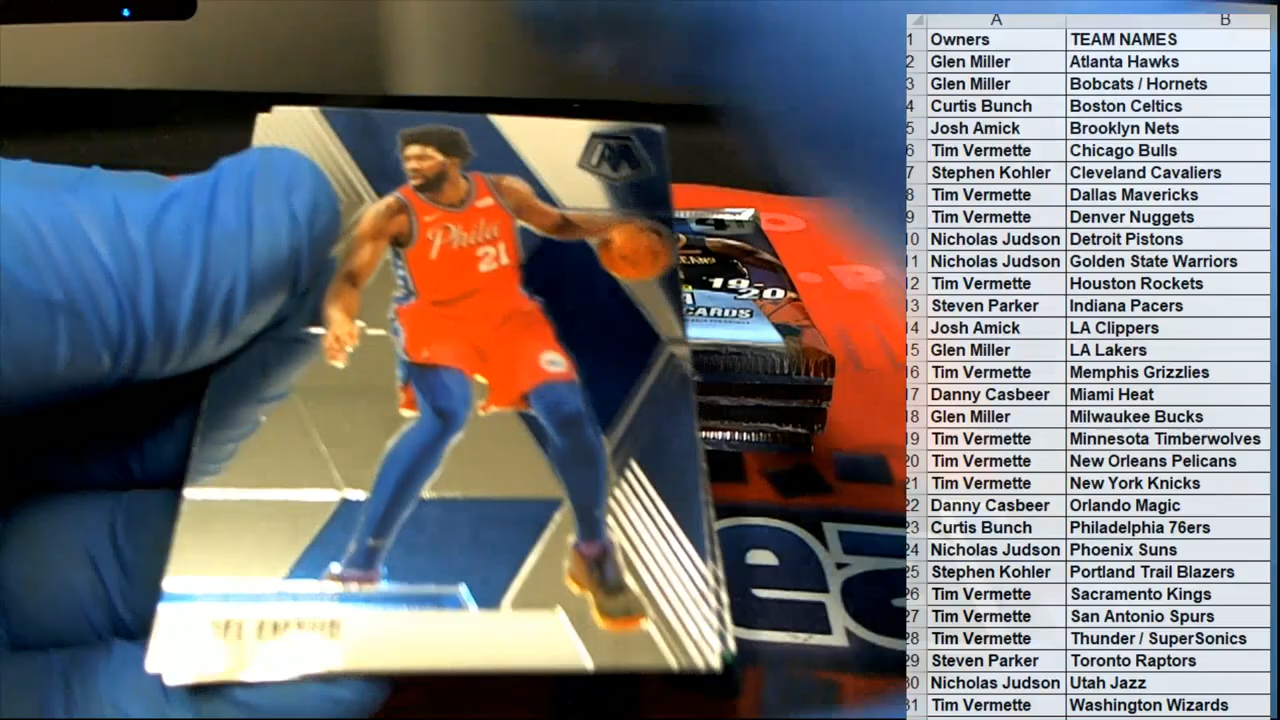 Phila
21
M
19-20
CARDS
A B
1 Owners TEAM NAMES
2 Glen Miller Atlanta Hawks
3 Glen Miller Bobcats / Hornets
4 Curtis Bunch Boston Celtics
5 Josh Amick Brooklyn Nets
6 Tim Vermette Chicago Bulls
7 Stephen Kohler Cleveland Cavaliers
8 Tim Vermette Dallas Mavericks
9 Tim Vermette Denver Nuggets
10 Nicholas Judson Detroit Pistons
11 Nicholas Judson Golden State Warriors
12 Tim Vermette Houston Rockets
13 Steven Parker Indiana Pacers
14 Josh Amick LA Clippers
15 Glen Miller LA Lakers
16 Tim Vermette Memphis Grizzlies
17 Danny Casbeer Miami Heat
18 Glen Miller Milwaukee Bucks
19 Tim Vermette Minnesota Timberwolves
20 Tim Vermette New Orleans Pelicans
21 Tim Vermette New York Knicks
22 Danny Casbeer Orlando Magic
23 Curtis Bunch Philadelphia 76ers
24 Nicholas Judson Phoenix Suns
25 Stephen Kohler Portland Trail Blazers
26 Tim Vermette Sacramento Kings
27 Tim Vermette San Antonio Spurs
28 Tim Vermette Thunder / SuperSonics
29 Steven Parker Toronto Raptors
30 Nicholas Judson Utah Jazz
31 Tim Vermette Washington Wizards